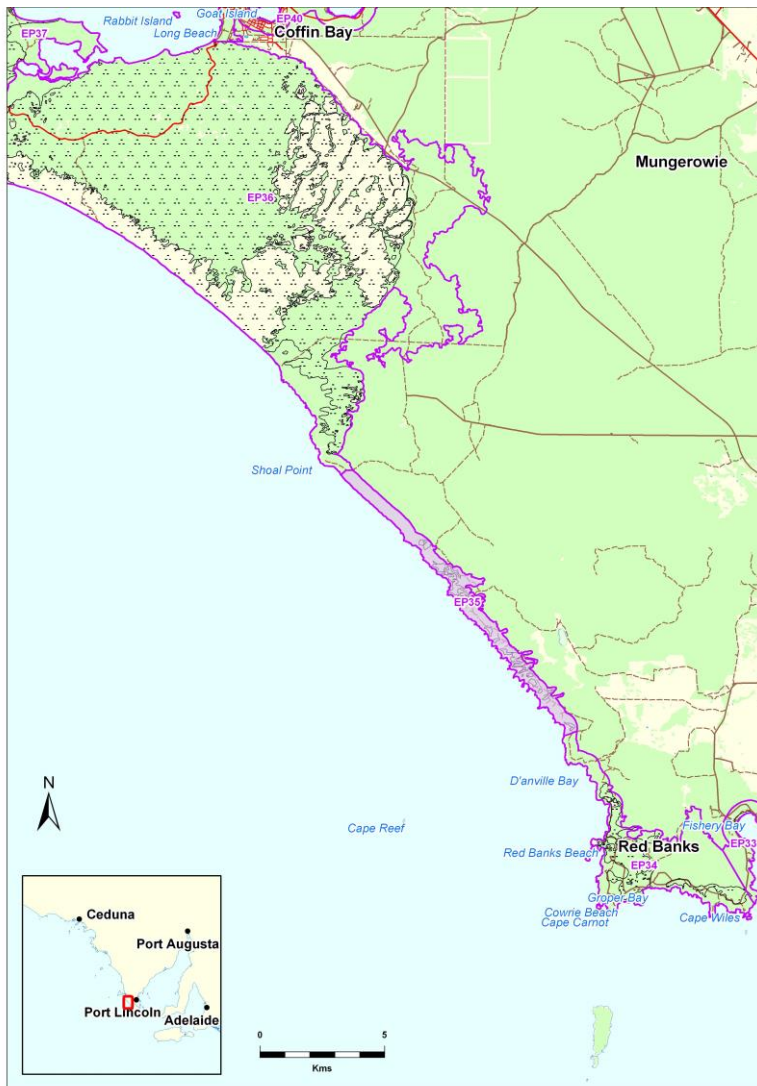 Goat Island
Rabbit Island
EP40
EP37
Long Beach
Coffin Bay
Mungerowie
EP36
Shoal Point
EP35
D'anville Bay
N
Cape Reef
Fishery Bay
Red Banks Beach
Red Banks
EP33
EP34
Groper Bay
Cowrie Beach
Cape Carnot
Cape Wiles
Ceduna
Port Augusta
Port Lincoln
Adelaide
0
5
Kms